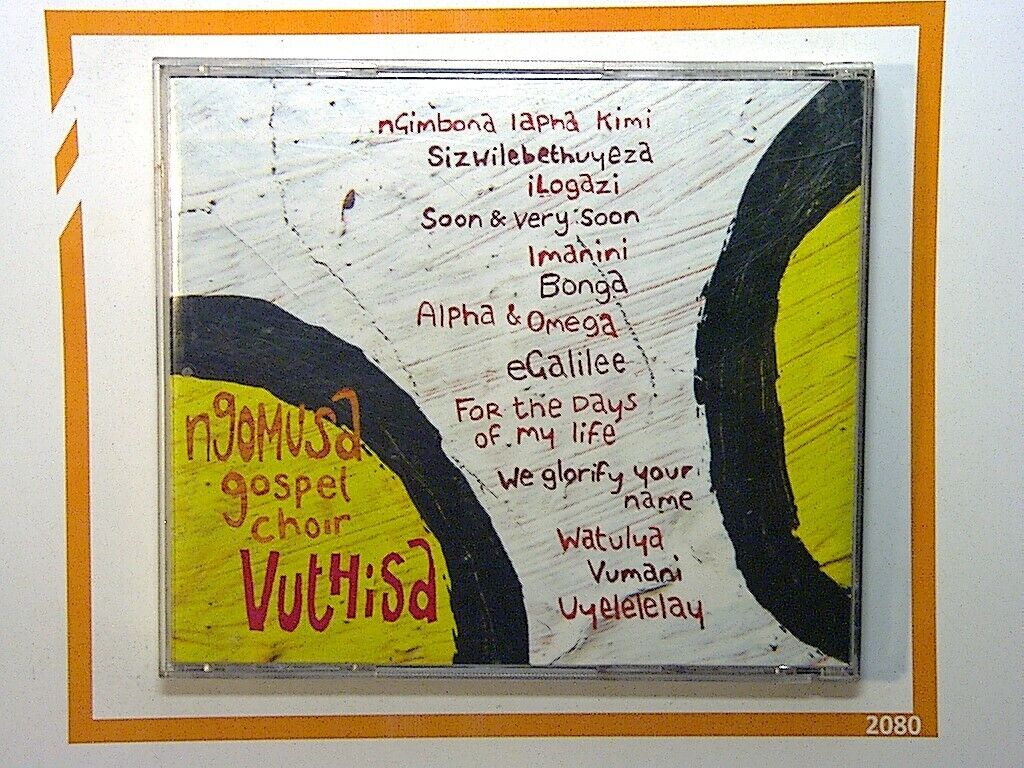 nGimbona lapha Kimi
Sizwilebethuyeza
iLogazi
Soon & very soon
Imanini
Bonga
Alpha & Omega
eGalilee
FOR the Days
of my life
We glorify your
name
Watulya
Vumani
Uyelelelay
ngoMUSa
gospel
choir
VutHiSa
2080